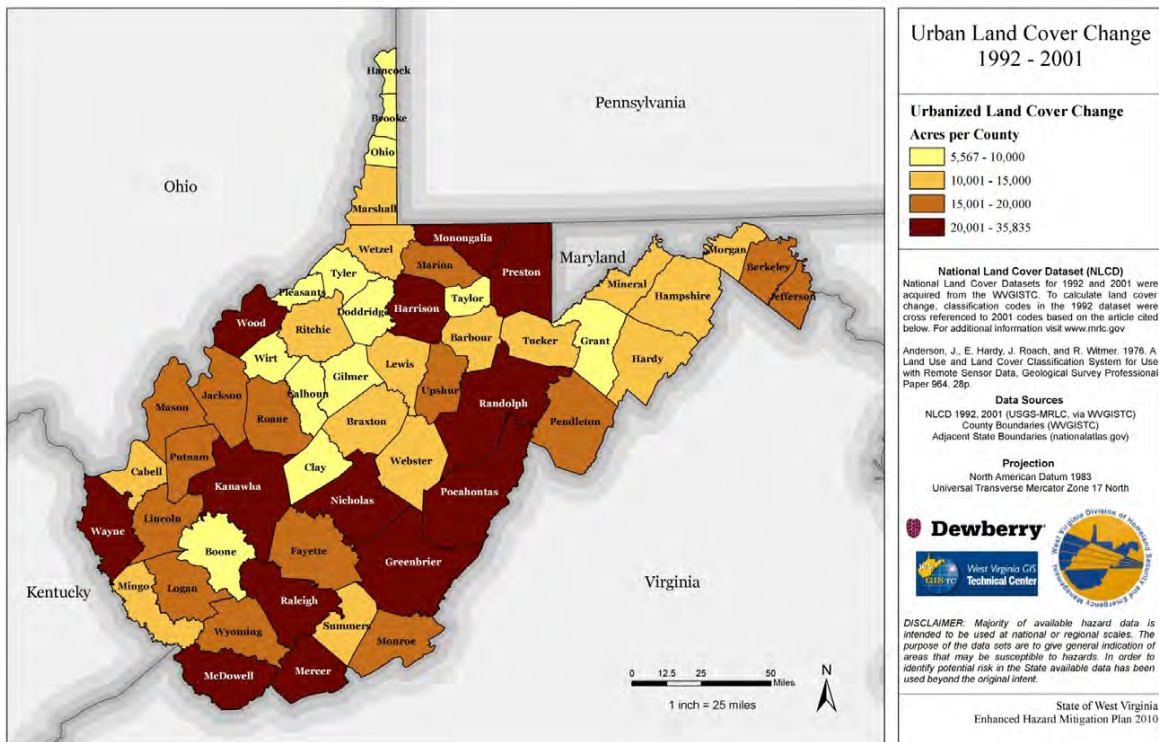 Urban Land Cover Change
1992 - 2001
Urbanized Land Cover Change
Acres per County
5,567 - 10,000
10,001 - 15,000
15,001 - 20,000
20,001 - 35,835
National Land Cover Dataset (NLCD)
National Land Cover Datasets for 1992 and 2001 were
acquired from the WVGISTC. To calculate land cover
change, classification codes in the 1992 dataset were
cross referenced to 2001 codes based on the article cited
below. For additional information visit www.mrlc.gov
Anderson, J., E. Hardy, J. Roach, and R. Witmer. 1976. A
Land Use and Land Cover Classification System for Use
with Remote Sensor Data, Geological Survey Professional
Paper 964. 28p.
Data Sources
NLCD 1992, 2001 (USGS-MRLC, via WVGISTC)
County Boundaries (WVGISTC)
Adjacent State Boundaries (nationalatlas.gov)
Projection
North American Datum 1983
Universal Transverse Mercator Zone 17 North
Dewberry
WV
GISTC
West Virginia GIS
Technical Center
West Virginia Division of Homeland
Security and Emergency Management
DISCLAIMER: Majority of available hazard data is
intended to be used at national or regional scales. The
purpose of the data sets are to give general indication of
areas that may be susceptible to hazards. In order to
identify potential risk in the State available data has been
used beyond the original intent.
State of West Virginia
Enhanced Hazard Mitigation Plan 2010
Hancock
Pennsylvania
Brooke
Ohio
Ohio
Marshall
Monongalia
Wetzel
Marion
Preston
Maryland
Morgan
Berkeley
Jefferson
Tyler
Mineral
Hampshire
Pleasants
Taylor
Doddridge
Harrison
Wood
Ritchie
Barbour
Tucker
Grant
Hardy
Wirt
Lewis
Gilmer
Upshur
Calhoun
Randolph
Jackson
Mason
Roane
Braxton
Pendleton
Putnam
Webster
Cabell
Clay
Kanawha
Nicholas
Pocahontas
Lincoln
Wayne
Boone
Fayette
Greenbrier
Virginia
Kentucky
Mingo
Logan
Raleigh
Summers
Wyoming
Monroe
McDowell
Mercer
0 12.5 25 50
Miles
1 inch = 25 miles
N